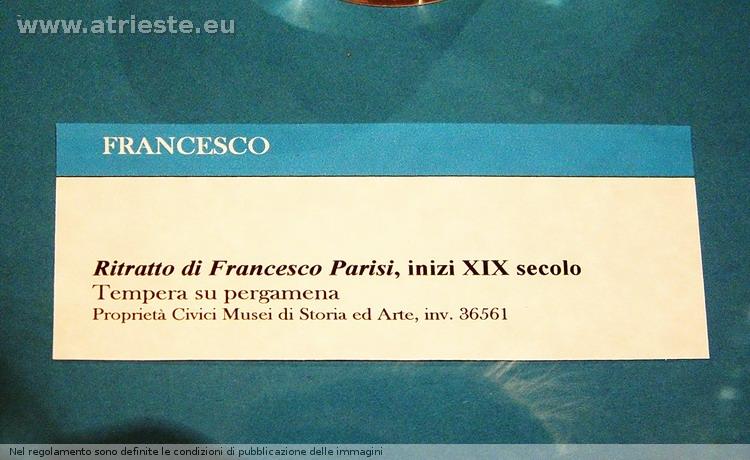 www.atrieste.eu
FRANCESCO
Ritratto di Francesco Parisi, inizi XIX secolo
Tempera su pergamena
Proprietà Civici Musei di Storia ed Arte, inv. 36561
Nel regolamento sono definite le condizioni di pubblicazione delle immagini